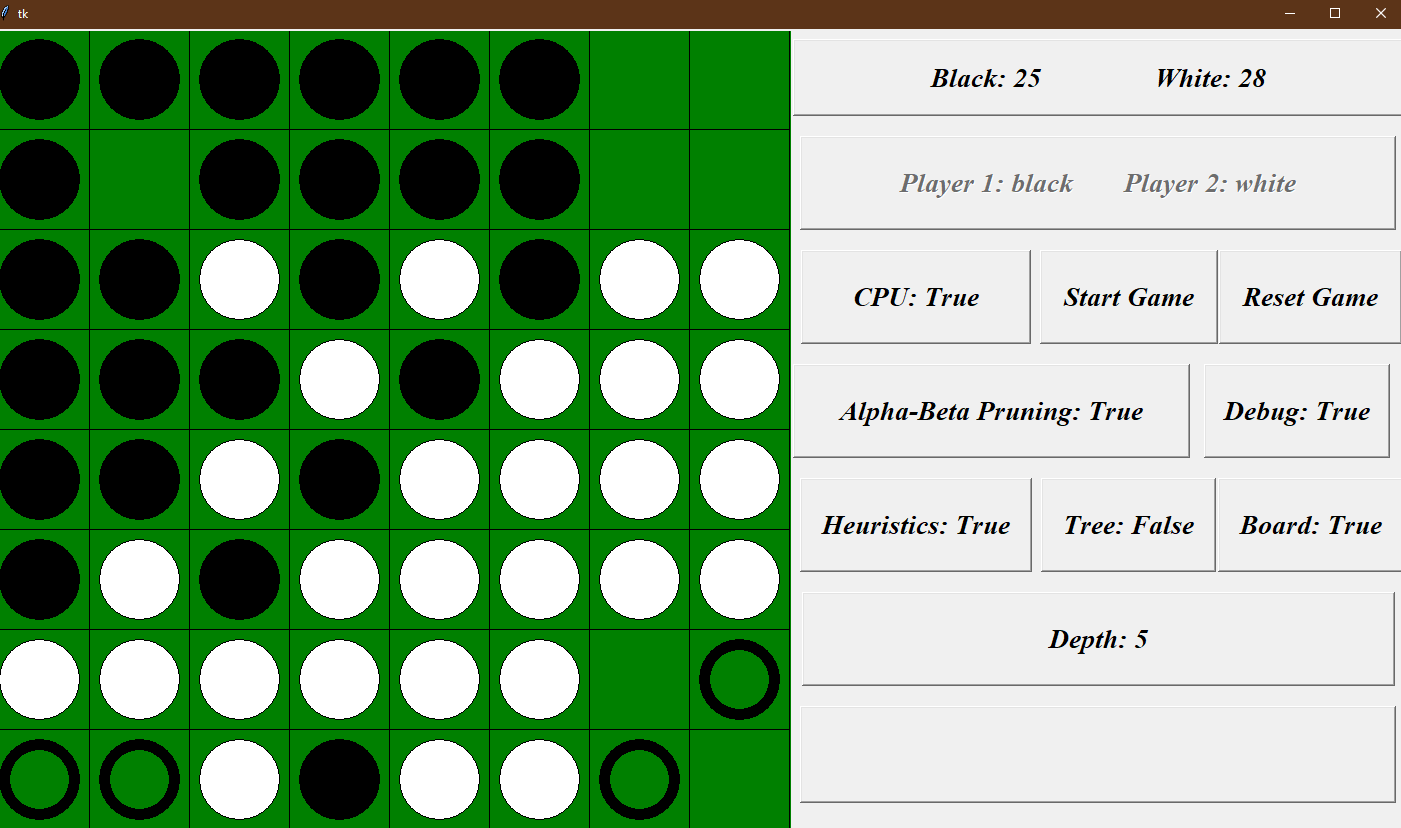 tk
Black: 25 White: 28
Player 1: black Player 2: white
CPU: True Start Game Reset Game
Alpha-Beta Pruning: True Debug: True
Heuristics: True Tree: False Board: True
Depth: 5